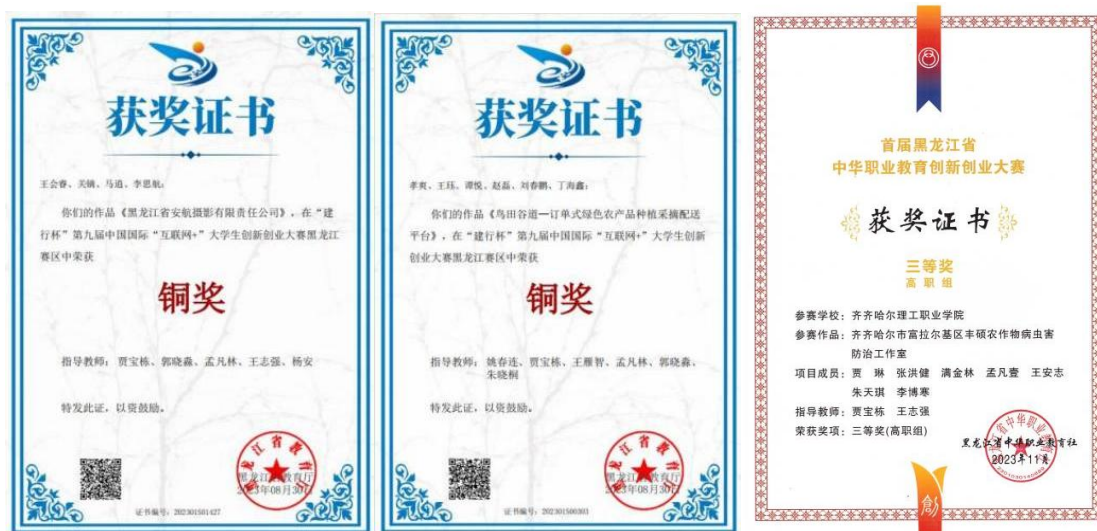 获奖证书
王会睿、关镝、马追、李思航：
你们的作品《黑龙江省安航摄影有限责任公司》，在“建
行杯”第九届中国国际“互联网+”大学生创新创业大赛黑龙江
赛区中荣获
铜奖
指导教师：贾宝栋、郭晓淼、孟凡林、王志强、杨安
特发此证，以资鼓励。
黑龙江省教育厅
2023年08月30日
证书编号：202301501427
获奖证书
李爽、王珏、谭悦、赵磊、刘春鹏、丁海鑫：
你们的作品《鸟田谷道—订单式绿色农产品种植采摘配送
平台》，在“建行杯”第九届中国国际“互联网+”大学生创新
创业大赛黑龙江赛区中荣获
铜奖
指导教师：姚春连、贾宝栋、王雁智、孟凡林、郭晓淼、
朱晓桐
特发此证，以资鼓励。
黑龙江省教育厅
2023年08月30日
证书编号：202301500303
首届黑龙江省
中华职业教育创新创业大赛
获奖证书
三等奖
高职组
参赛学校：齐齐哈尔理工职业学院
参赛作品：齐齐哈尔市富拉尔基区丰硕农作物病虫害
防治工作室
项目成员：贾 琳 张洪健 满金林 孟凡壹 王安志
朱天琪 李博寒
指导教师：贾宝栋 王志强
荣获奖项：三等奖(高职组)
黑龙江省中华职业教育社
2023年11月
創